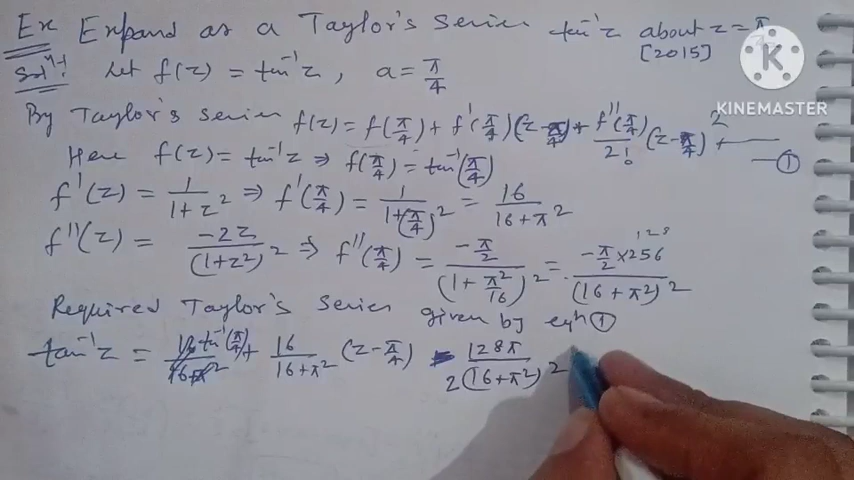 Ex Expand as a Taylor's Series tan⁻¹z about z = π
[2015]
KINEMASTER
Solⁿ:- Let f(z) = tan⁻¹z, a = π/4
By Taylor's series f(z) = f(π/4) + f'(π/4)(z-π/4) + f''(π/4)/2! (z-π/4)² + —— —①
Here f(z) = tan⁻¹z ⇒ f(π/4) = tan⁻¹(π/4)
f'(z) = 1/(1+z²) ⇒ f'(π/4) = 1/(1+(π/4)²) = 16/(16+π²)
f''(z) = -2z/(1+z²)² ⇒ f''(π/4) = (-π/2)/(1+π²/16)² = (-π/2×256)/(16+π²)² 128
Required Taylor's Series given by eqⁿ ①
tan⁻¹z = tan⁻¹(π/4) + 16/(16+π²) (z-π/4) - 128π/2(16+π²)²